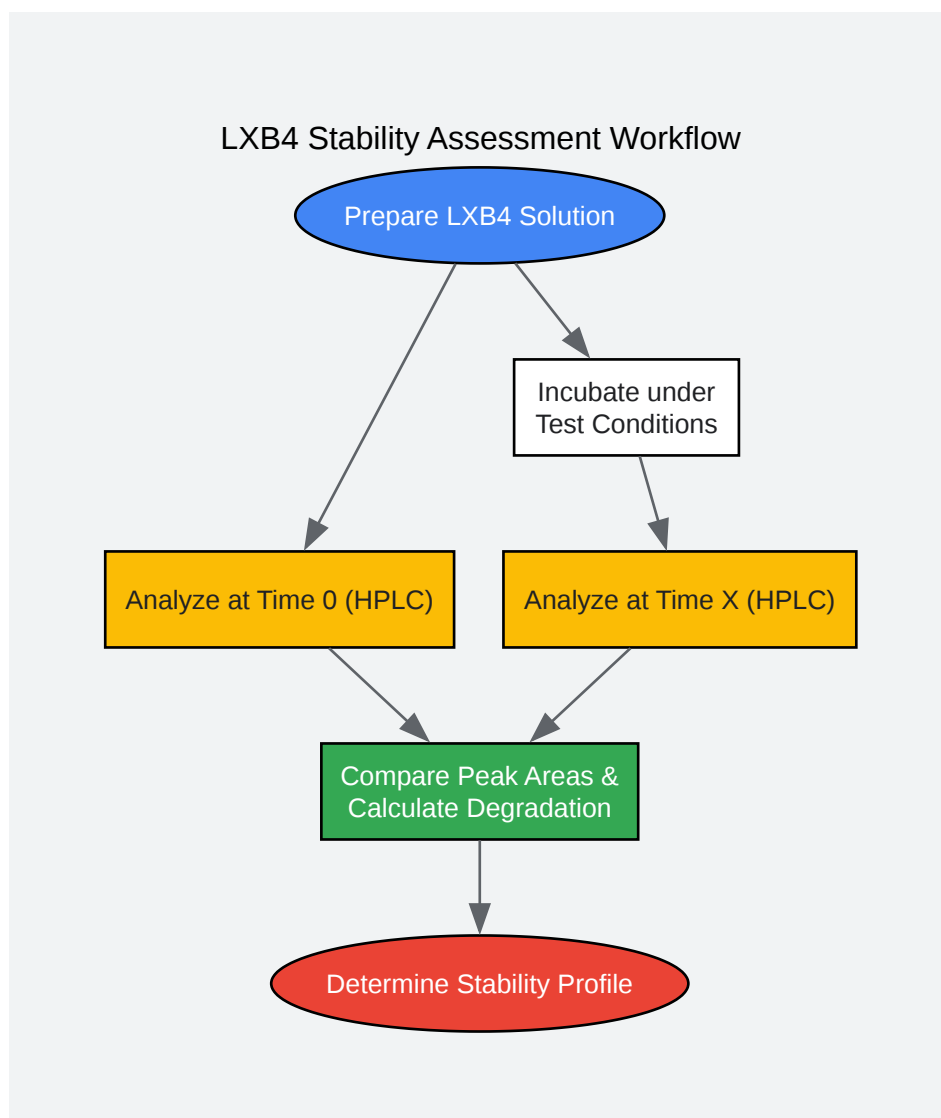 LXB4 Stability Assessment Workflow
Prepare LXB4 Solution
Incubate under
Test Conditions
Analyze at Time 0 (HPLC)
Analyze at Time X (HPLC)
Compare Peak Areas &
Calculate Degradation
Determine Stability Profile